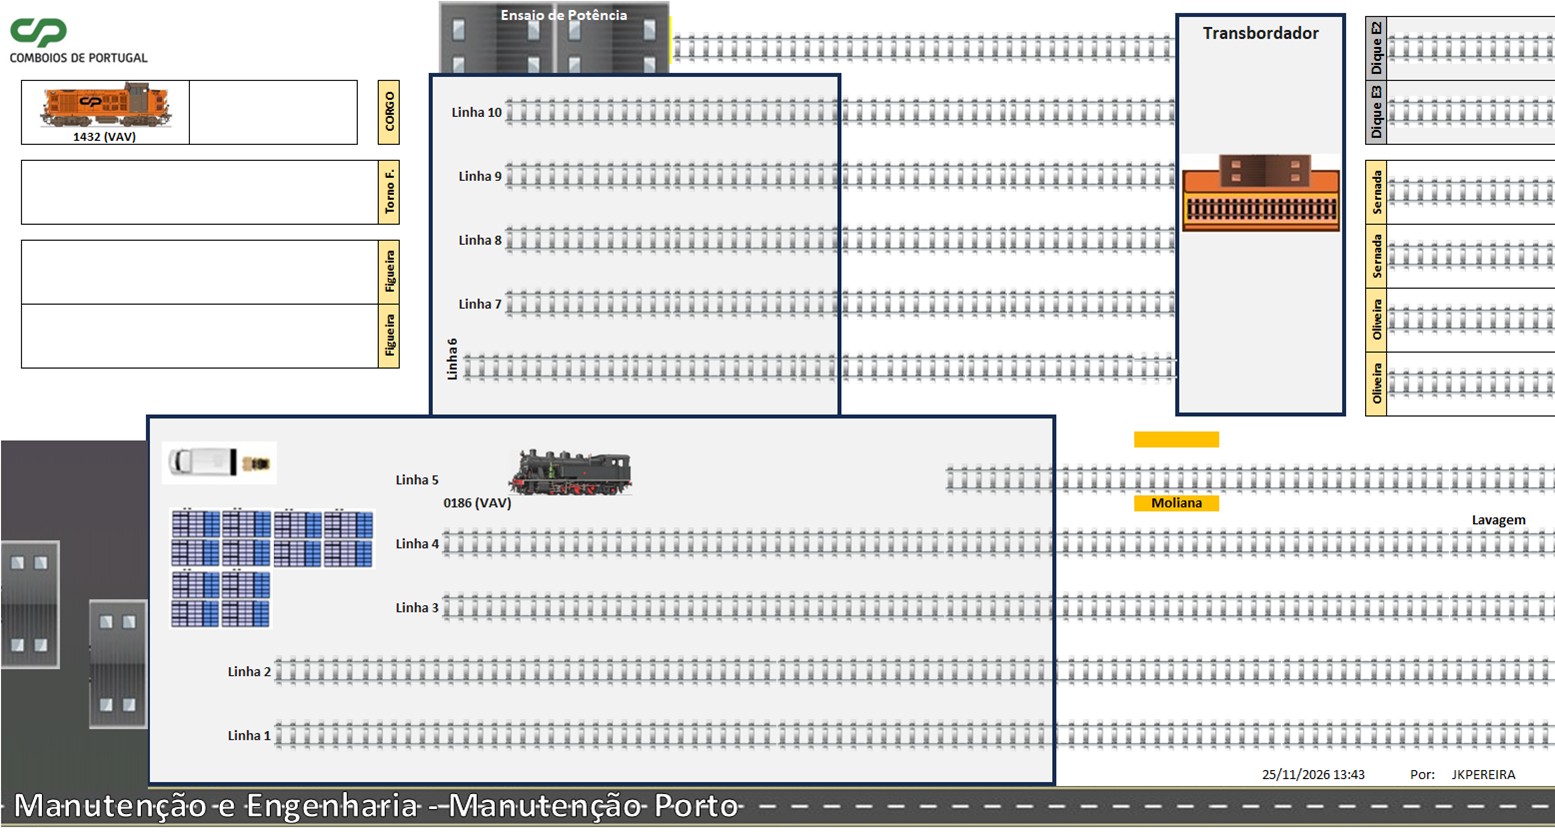 CP
COMBOIOS DE PORTUGAL
CP
1432 (VAV)
CORGO
Torno F.
Figueira
Figueira
Ensaio de Potência
Linha 10
Linha 9
Linha 8
Linha 7
Linha 6
Transbordador
Dique E2
Dique E3
Sernada
Sernada
Oliveira
Oliveira
Linha 5
0186 (VAV)
Moliana
Lavagem
Linha 4
Linha 3
Linha 2
Linha 1
25/11/2026 13:43 Por: JKPEREIRA
Manutenção e Engenharia - Manutenção Porto